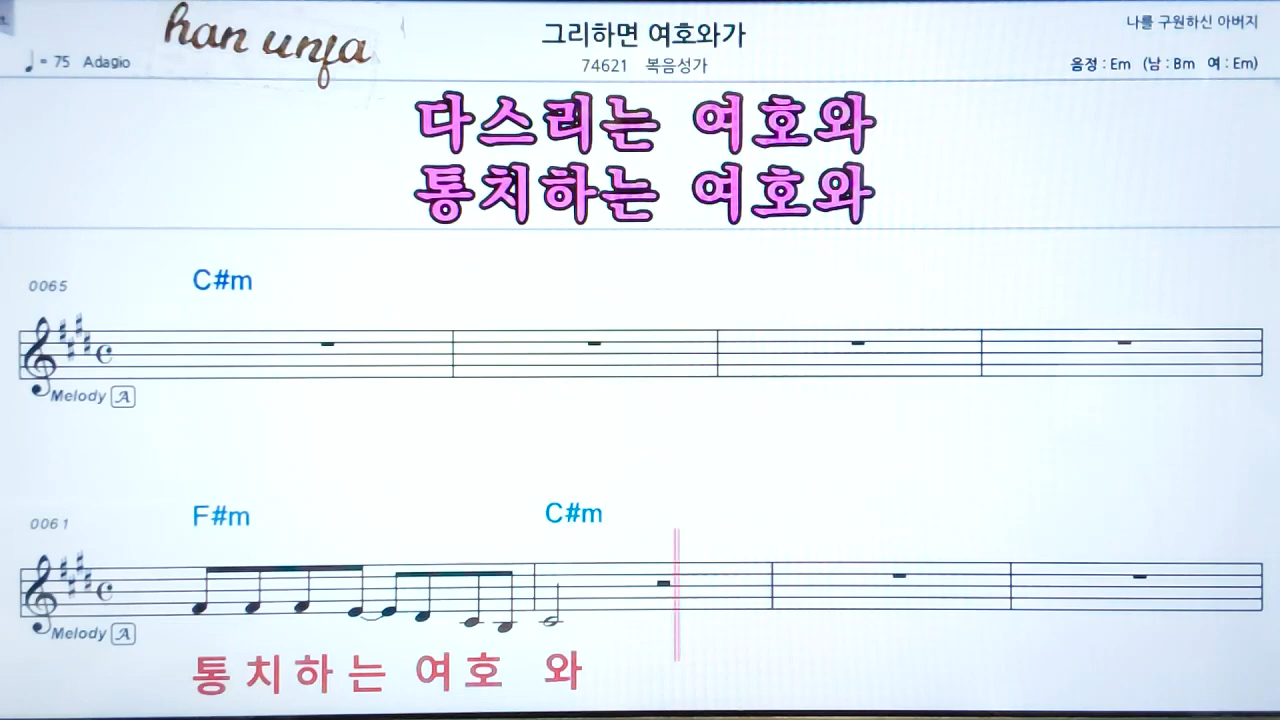 han unfa
그리하면 여호와가
나를 구원하신 아버지
♩ = 75 Adagio
74621 복음성가
음정 : Em (남 : Bm 여 : Em)
다스리는 여호와
통치하는 여호와
0065
C#m
Melody A
0061
F#m C#m
Melody A
통 치 하 는 여 호 와